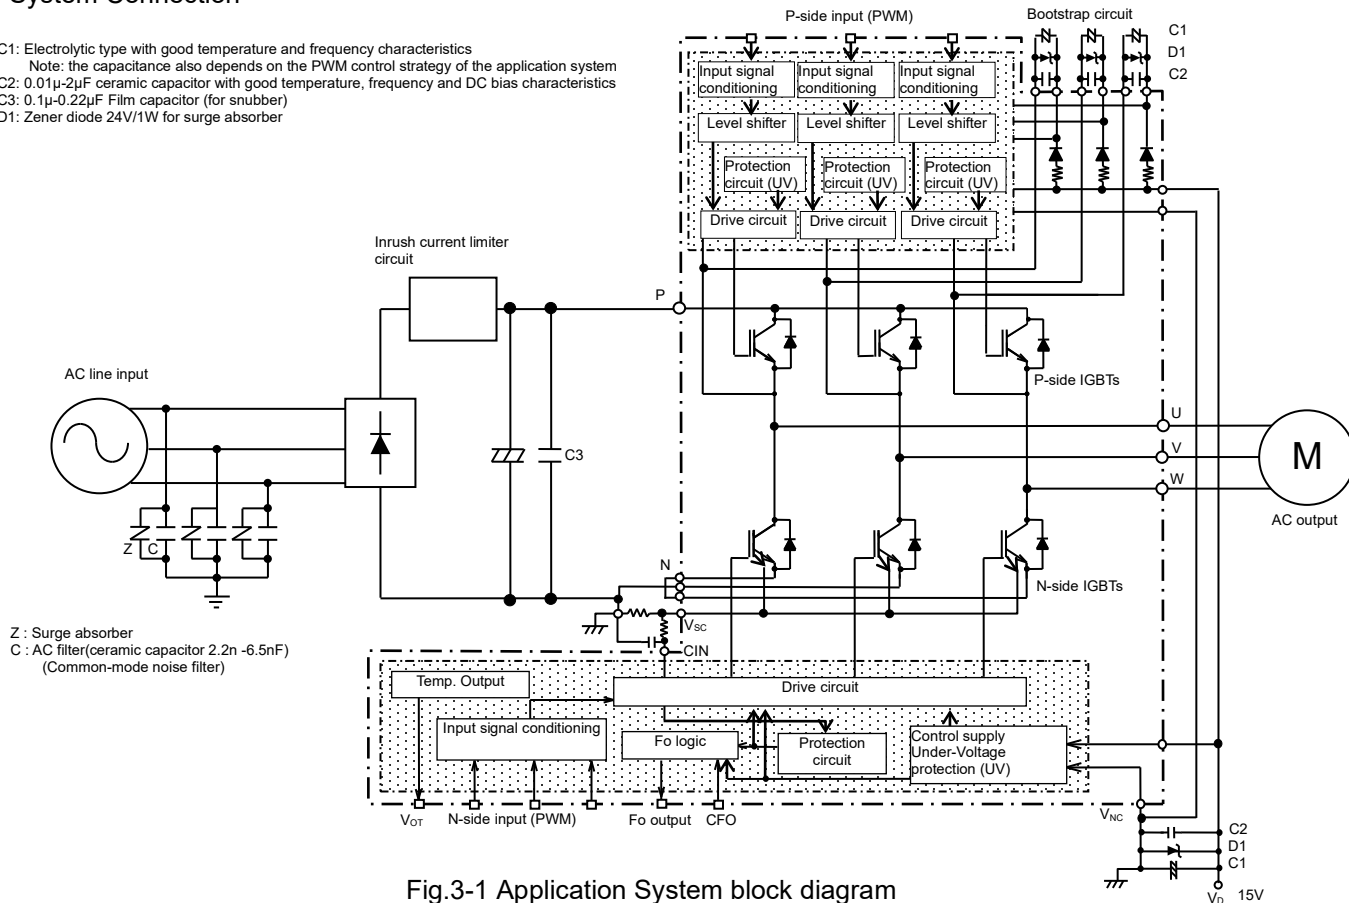 System Connection
C1: Electrolytic type with good temperature and frequency characteristics
Note: the capacitance also depends on the PWM control strategy of the application system
C2: 0.01μ-2μF ceramic capacitor with good temperature, frequency and DC bias characteristics
C3: 0.1μ-0.22μF Film capacitor (for snubber)
D1: Zener diode 24V/1W for surge absorber
P-side input (PWM)
Bootstrap circuit
C1
D1
C2
Input signal conditioning
Input signal conditioning
Input signal conditioning
Level shifter
Level shifter
Level shifter
Protection circuit (UV)
Protection circuit (UV)
Protection circuit (UV)
Drive circuit
Drive circuit
Drive circuit
Inrush current limiter
circuit
P
AC line input
P-side IGBTs
C3
U
V
W
M
AC output
Z
C
N
N-side IGBTs
VSC
CIN
Z : Surge absorber
C : AC filter(ceramic capacitor 2.2n -6.5nF)
(Common-mode noise filter)
Temp. Output
Drive circuit
Input signal conditioning
Fo logic
Protection
circuit
Control supply
Under-Voltage
protection (UV)
VOT
N-side input (PWM)
Fo output
CFO
VNC
C2
D1
C1
VD
15V
Fig.3-1 Application System block diagram